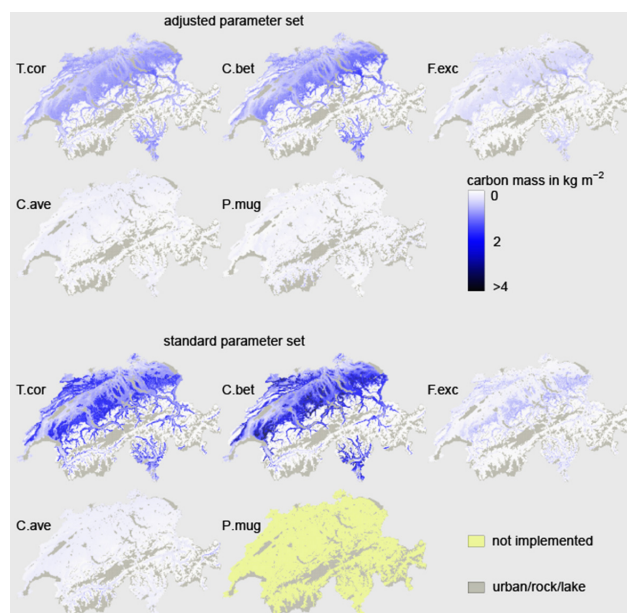 adjusted parameter set
T.cor
C.bet
F.exc
C.ave
P.mug
carbon mass in kg m⁻²
0
2
>4
standard parameter set
T.cor
C.bet
F.exc
C.ave
P.mug
not implemented
urban/rock/lake